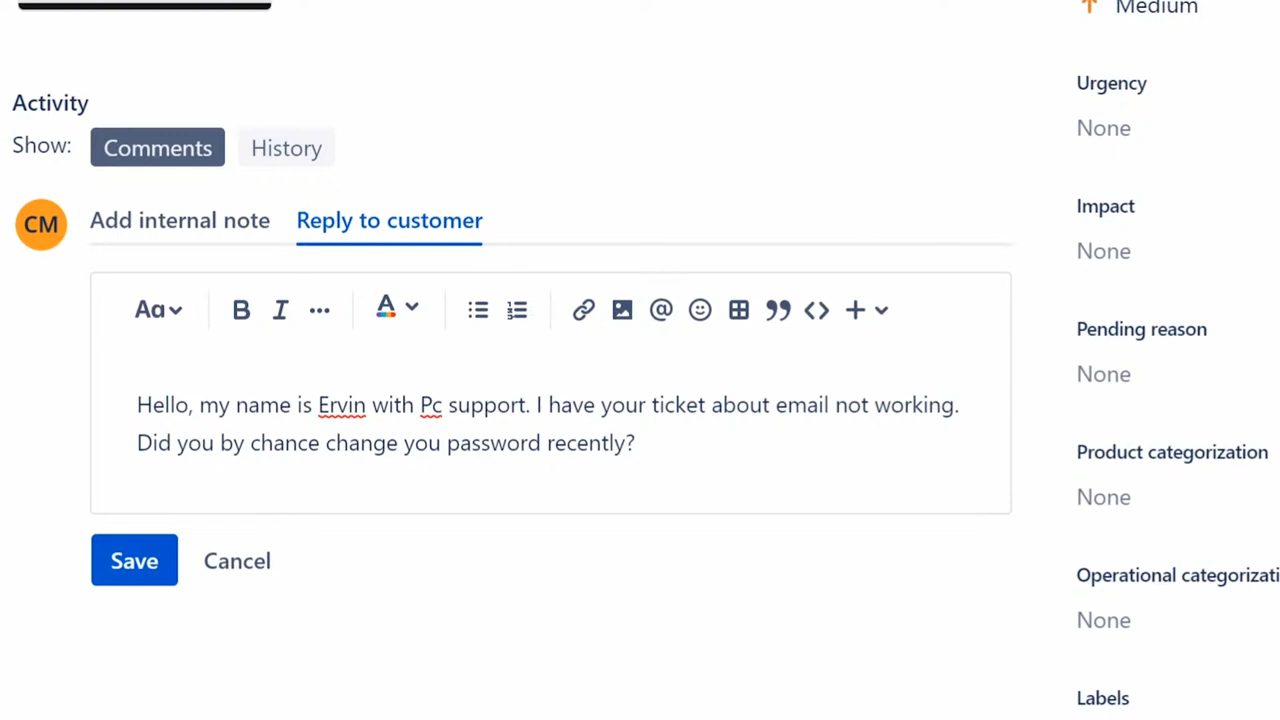 Medium
Activity
Urgency
None
Show:
Comments
History
Impact
None
CM
Add internal note
Reply to customer
Aa
B
I
A
Pending reason
None
Hello, my name is Ervin with Pc support. I have your ticket about email not working.
Did you by chance change you password recently?
Product categorization
None
Save
Cancel
Operational categorizati
None
Labels